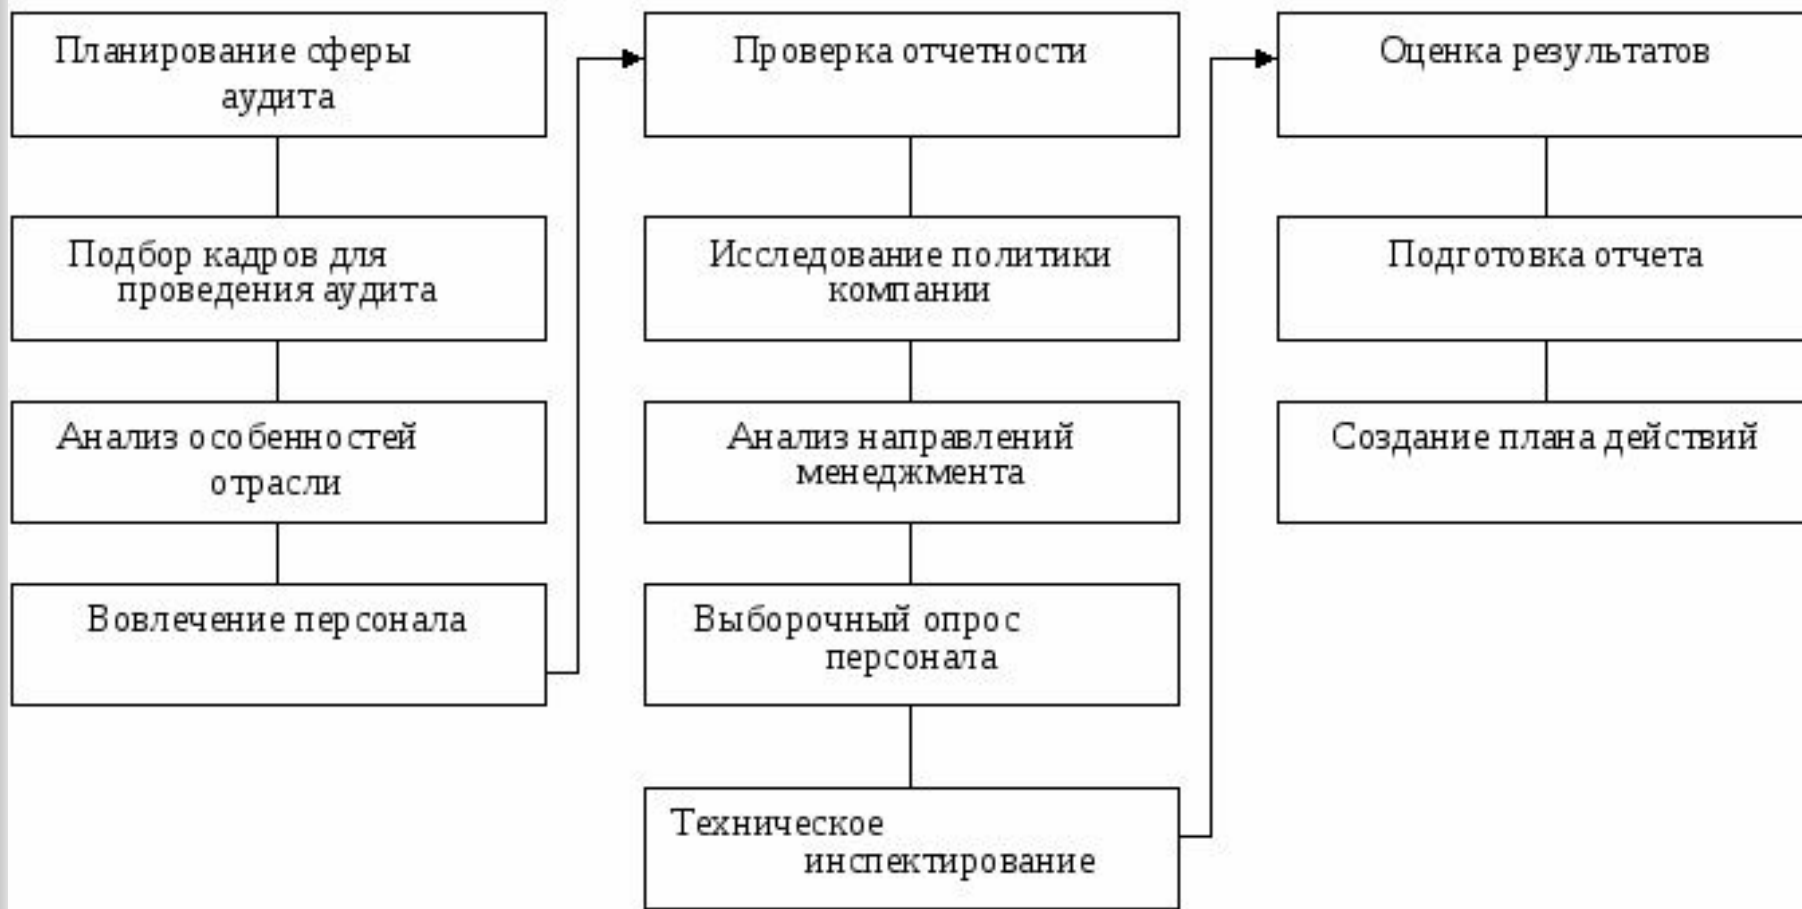 Планирование сферы
аудита
Подбор кадров для
проведения аудита
Анализ особенностей
отрасли
Вовлечение персонала
Проверка отчетности
Исследование политики
компании
Анализ направлений
менеджмента
Выборочный опрос
персонала
Техническое
инспектирование
Оценка результатов
Подготовка отчета
Создание плана действий